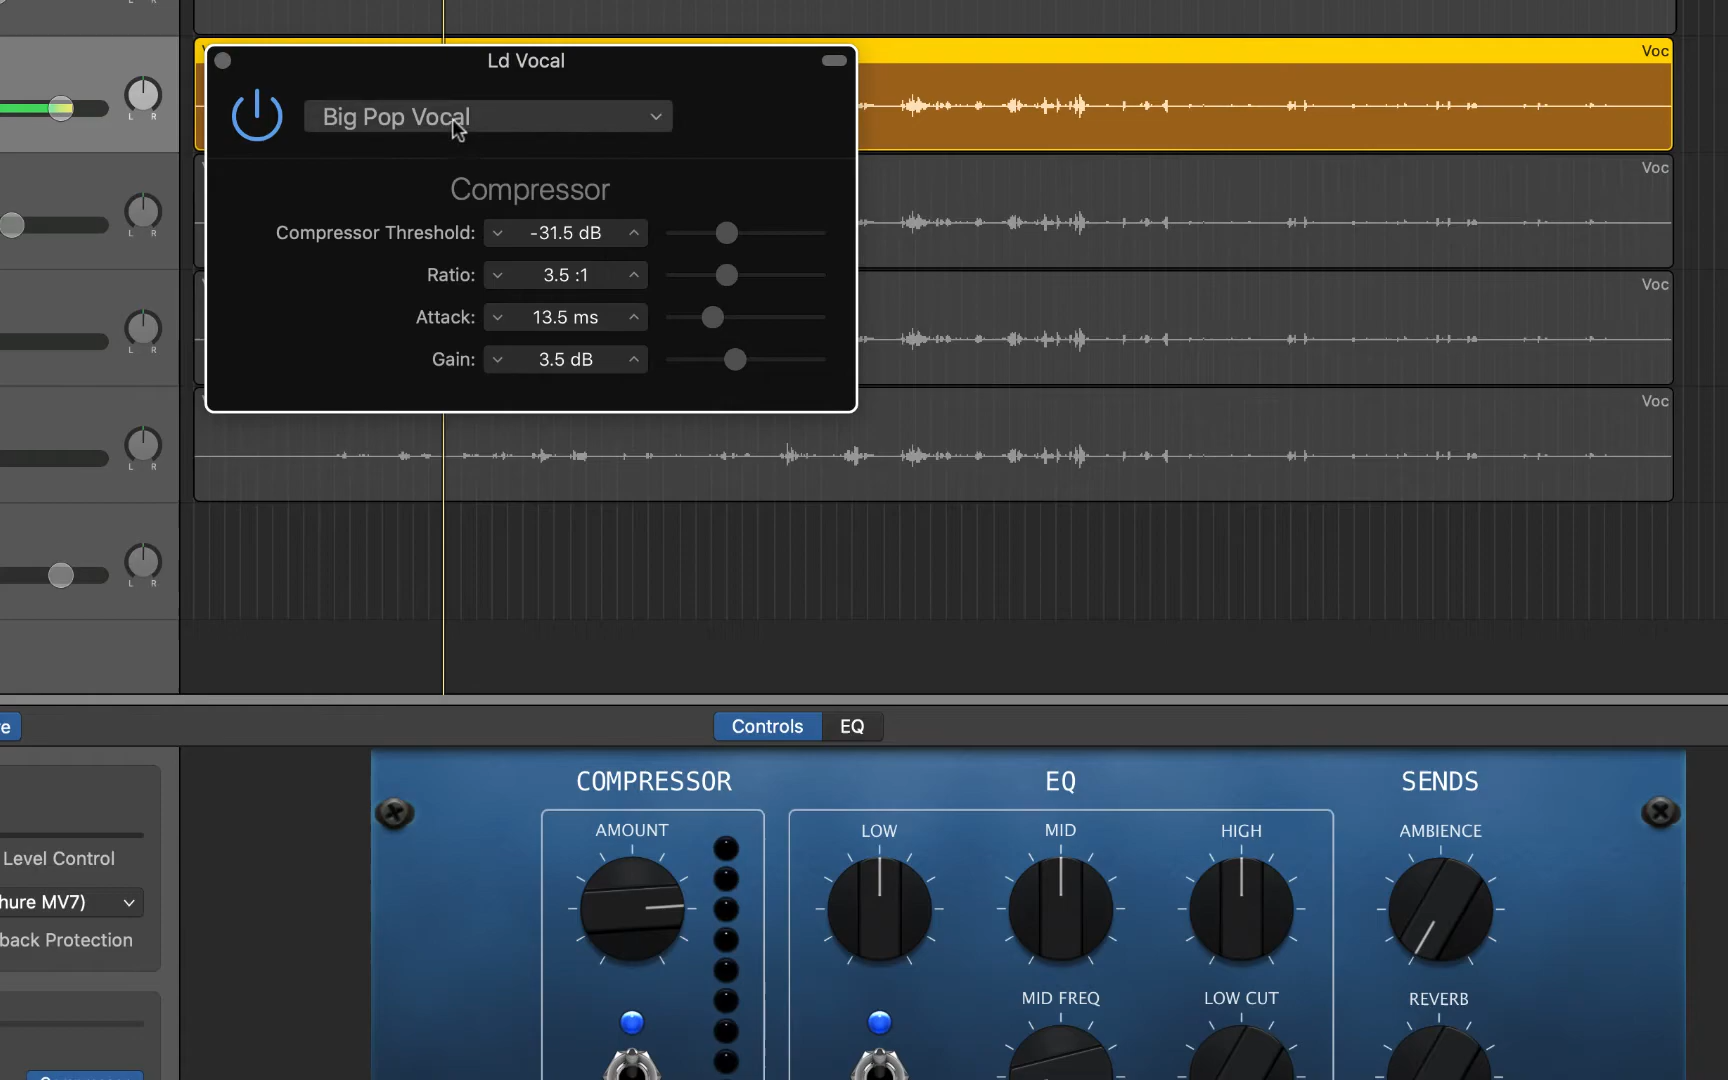 Voc
Ld Vocal
Big Pop Vocal
L R
Compressor
Voc
Compressor Threshold: -31.5 dB
L R
Ratio: 3.5 :1
Voc
Attack: 13.5 ms
L R
Gain: 3.5 dB
Voc
L R
L R
Controls EQ
COMPRESSOR EQ SENDS
AMOUNT LOW MID HIGH AMBIENCE
Level Control
hure MV7)
back Protection
MID FREQ LOW CUT REVERB